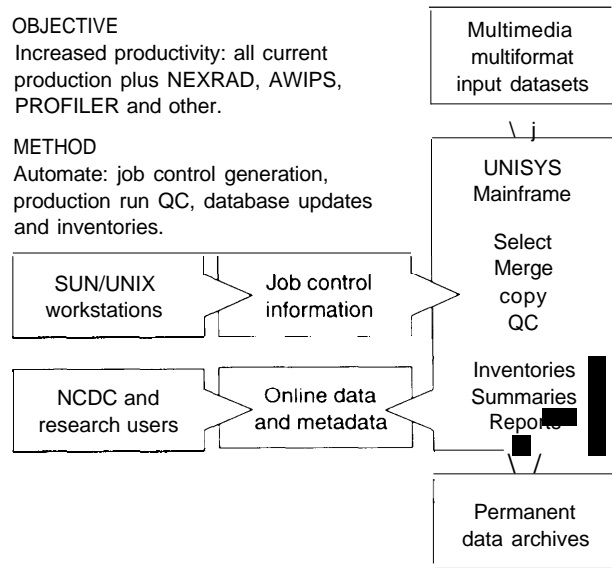 OBJECTIVE
Increased productivity: all current
production plus NEXRAD, AWIPS,
PROFILER and other.
METHOD
Automate: job control generation,
production run QC, database updates
and inventories.
Multimedia
multiformat
input datasets
UNISYS
Mainframe
Select
Merge
copy
QC
Inventories
Summaries
Reports
SUN/UNIX
workstations
Job control
information
NCDC and
research users
Online data
and metadata
Permanent
data archives